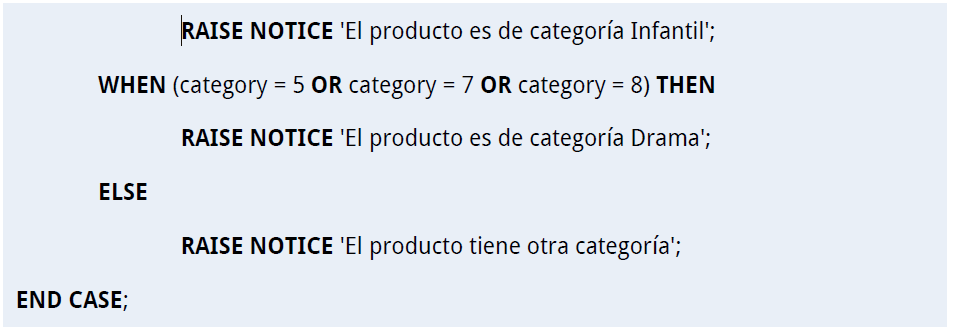 RAISE NOTICE 'El producto es de categoría Infantil';
WHEN (category = 5 OR category = 7 OR category = 8) THEN
RAISE NOTICE 'El producto es de categoría Drama';
ELSE
RAISE NOTICE 'El producto tiene otra categoría';
END CASE;